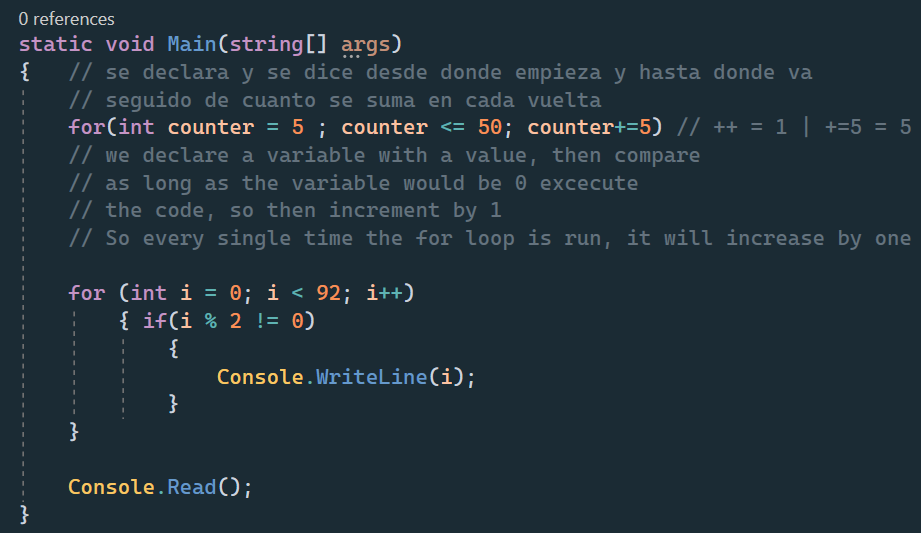 0 references
static void Main(string[] args)
{   // se declara y se dice desde donde empieza y hasta donde va
    // seguido de cuanto se suma en cada vuelta
    for(int counter = 5 ; counter <= 50; counter+=5) // ++ = 1 | +=5 = 5
    // we declare a variable with a value, then compare
    // as long as the variable would be 0 excecute
    // the code, so then increment by 1
    // So every single time the for loop is run, it will increase by one
    for (int i = 0; i < 92; i++)
        { if(i % 2 != 0)
            {
                Console.WriteLine(i);
            }
    }
    Console.Read();
}